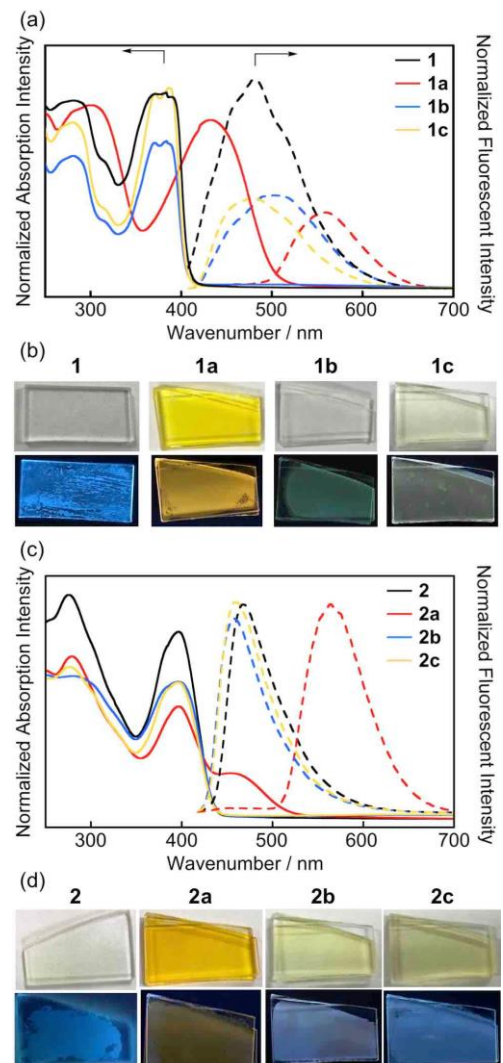 (a)
Normalized Absorption Intensity
Normalized Fluorescent Intensity
1
1a
1b
1c
300 400 500 600 700
Wavenumber / nm
(b)
1 1a 1b 1c
(c)
Normalized Absorption Intensity
Normalized Fluorescent Intensity
2
2a
2b
2c
300 400 500 600 700
Wavenumber / nm
(d)
2 2a 2b 2c